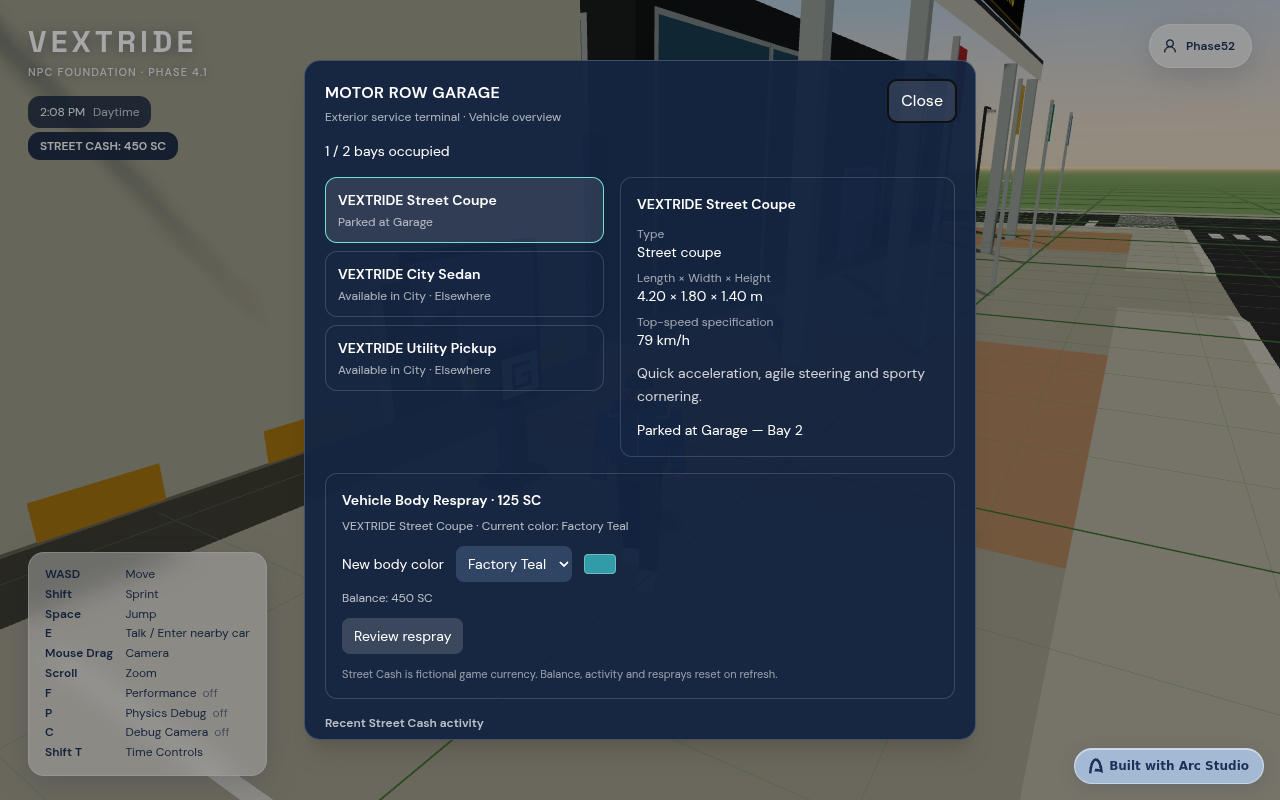 VEXTRIDE
NPC FOUNDATION · PHASE 4.1
2:08 PM Daytime
STREET CASH: 450 SC
Phase52
MOTOR ROW GARAGE
Exterior service terminal · Vehicle overview
Close
1 / 2 bays occupied
VEXTRIDE Street Coupe
Parked at Garage
VEXTRIDE City Sedan
Available in City · Elsewhere
VEXTRIDE Utility Pickup
Available in City · Elsewhere
G
VEXTRIDE Street Coupe
Type
Street coupe
Length × Width × Height
4.20 × 1.80 × 1.40 m
Top-speed specification
79 km/h
Quick acceleration, agile steering and sporty
cornering.
Parked at Garage — Bay 2
Vehicle Body Respray · 125 SC
VEXTRIDE Street Coupe · Current color: Factory Teal
New body color Factory Teal
Balance: 450 SC
Review respray
Street Cash is fictional game currency. Balance, activity and resprays reset on refresh.
Recent Street Cash activity
WASD Move
Shift Sprint
Space Jump
E Talk / Enter nearby car
Mouse Drag Camera
Scroll Zoom
F Performance off
P Physics Debug off
C Debug Camera off
Shift T Time Controls
Built with Arc Studio